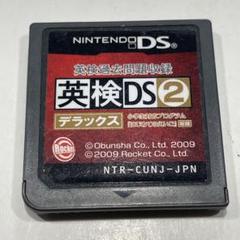 NINTENDO DS
英検過去問題収録
英検DS2
デラックス
Rocket
© Obunsha Co., Ltd. 2009
© 2009 Rocket Co., Ltd.
NTR-CUNJ-JPN